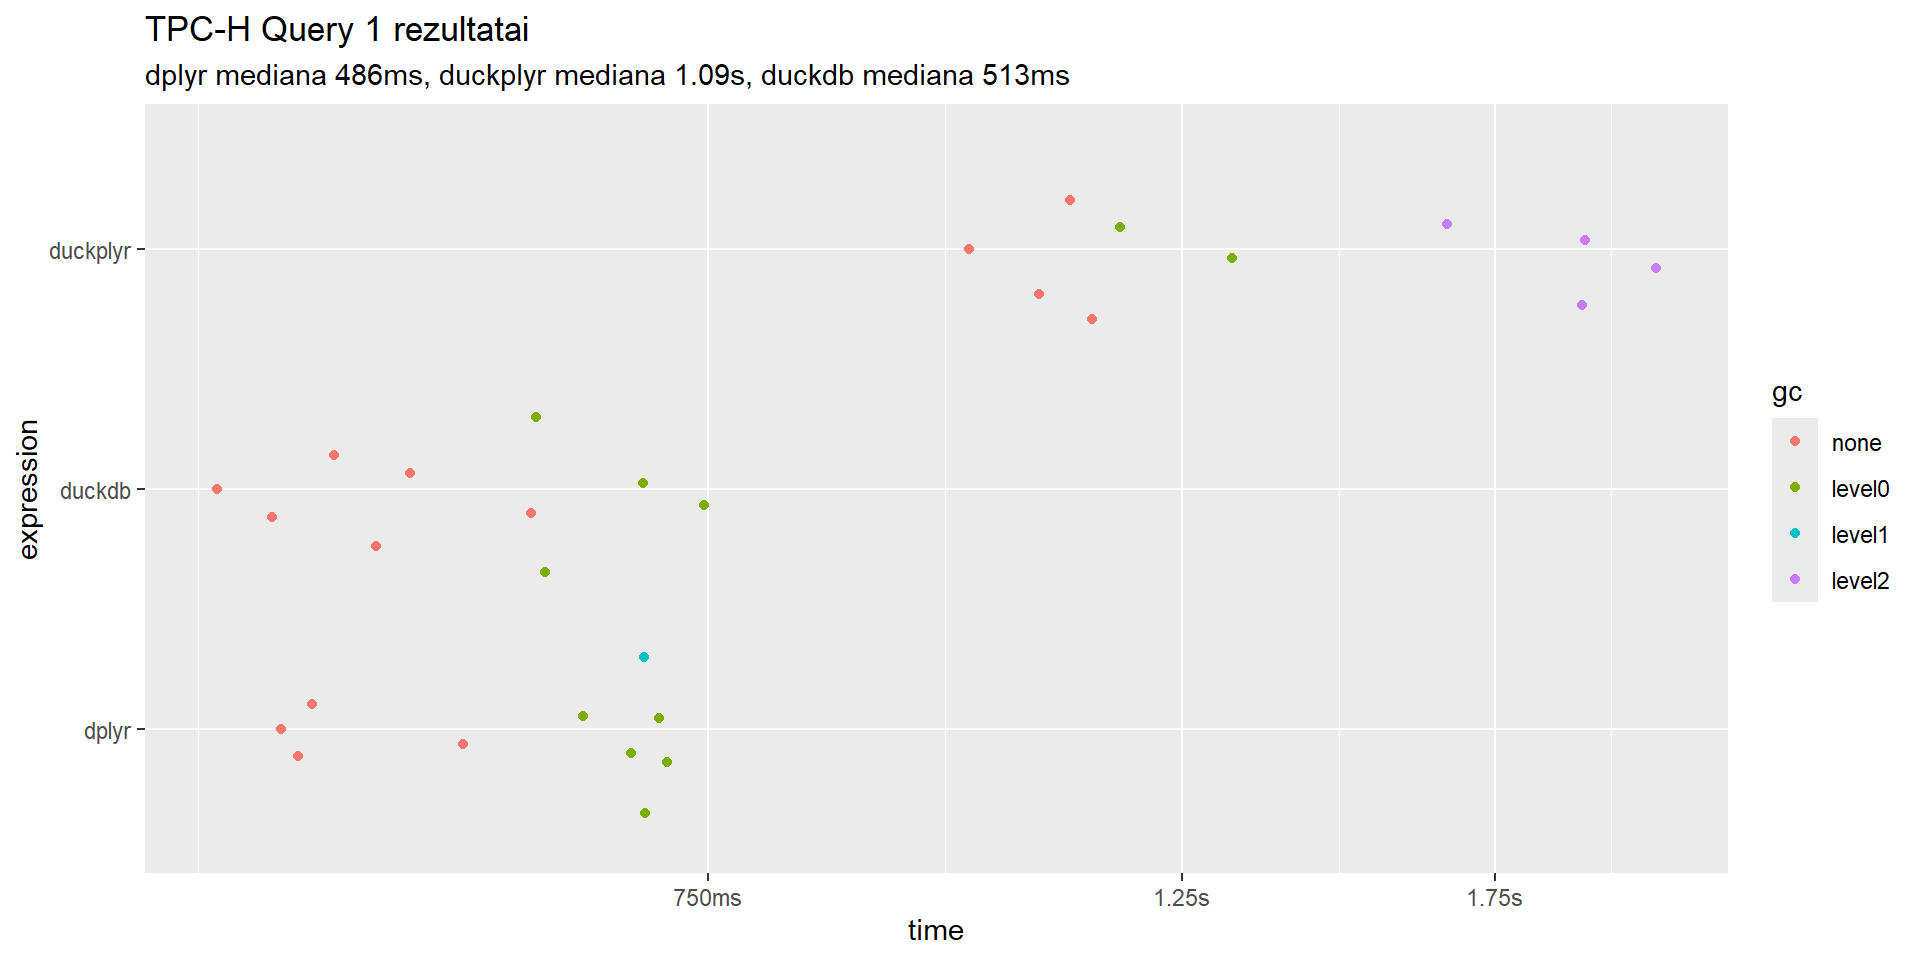 TPC-H Query 1 rezultatai
dplyr mediana 486ms, duckplyr mediana 1.09s, duckdb mediana 513ms
duckplyr
duckdb
dplyr
expression
750ms
1.25s
1.75s
time
gc
none
level0
level1
level2